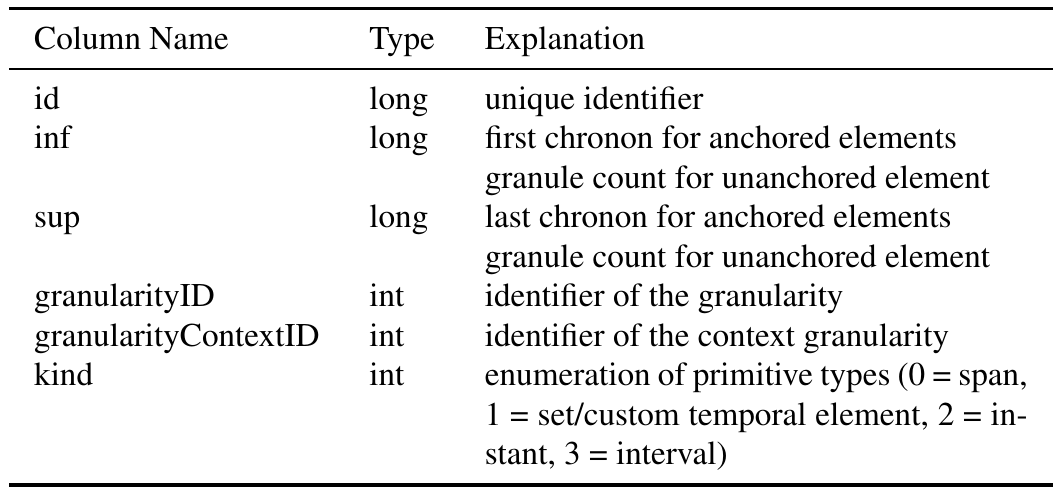 Column Name Type Explanation
id long unique identifier
inf long first chronon for anchored elements
granule count for unanchored element
sup long last chronon for anchored elements
granule count for unanchored element
granularityID int identifier of the granularity
granularityContextID int identifier of the context granularity
kind int enumeration of primitive types (0 = span,
1 = set/custom temporal element, 2 = in-
stant, 3 = interval)